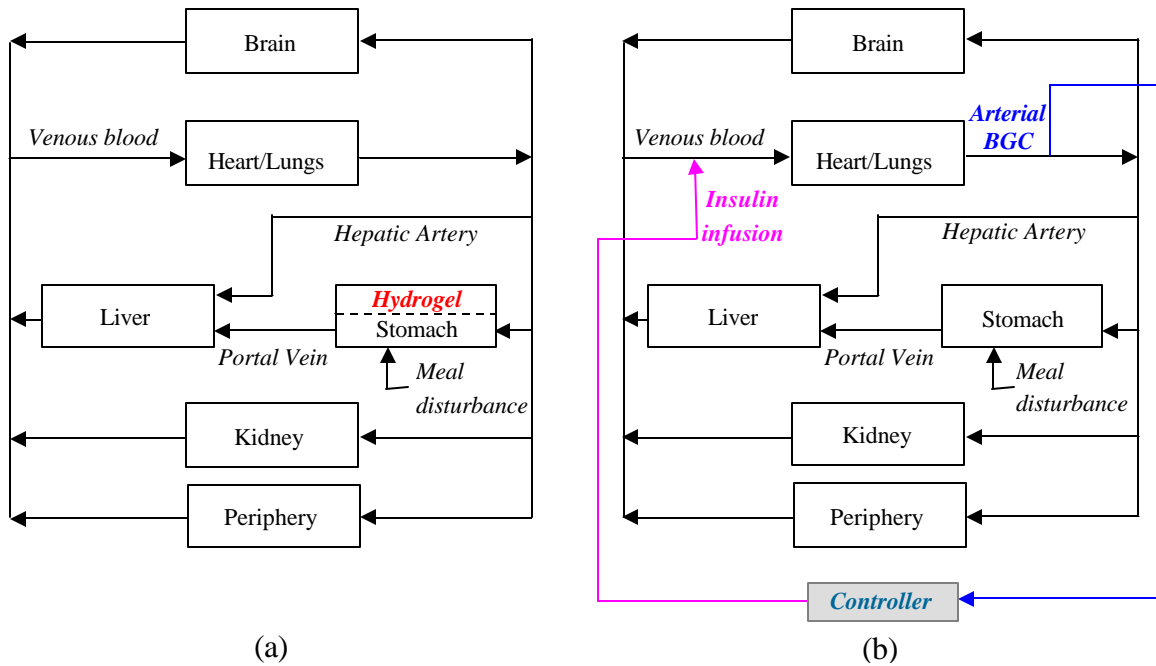 Brain
Venous blood
Heart/Lungs
Hepatic Artery
Liver
Hydrogel
Stomach
Portal Vein
Meal
disturbance
Kidney
Periphery
(a)
Brain
Venous blood
Heart/Lungs
Arterial
BGC
Insulin
infusion
Hepatic Artery
Liver
Stomach
Portal Vein
Meal
disturbance
Kidney
Periphery
Controller
(b)